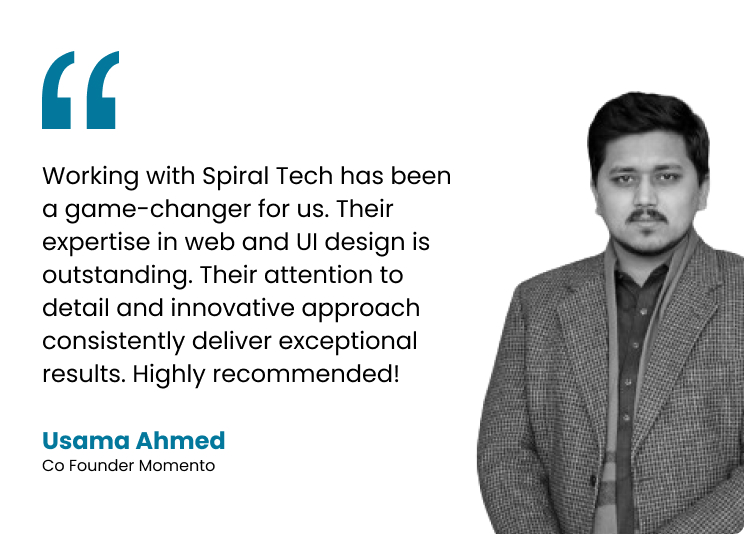 Working with Spiral Tech has been
a game-changer for us. Their
expertise in web and UI design is
outstanding. Their attention to
detail and innovative approach
consistently deliver exceptional
results. Highly recommended!
Usama Ahmed
Co Founder Momento